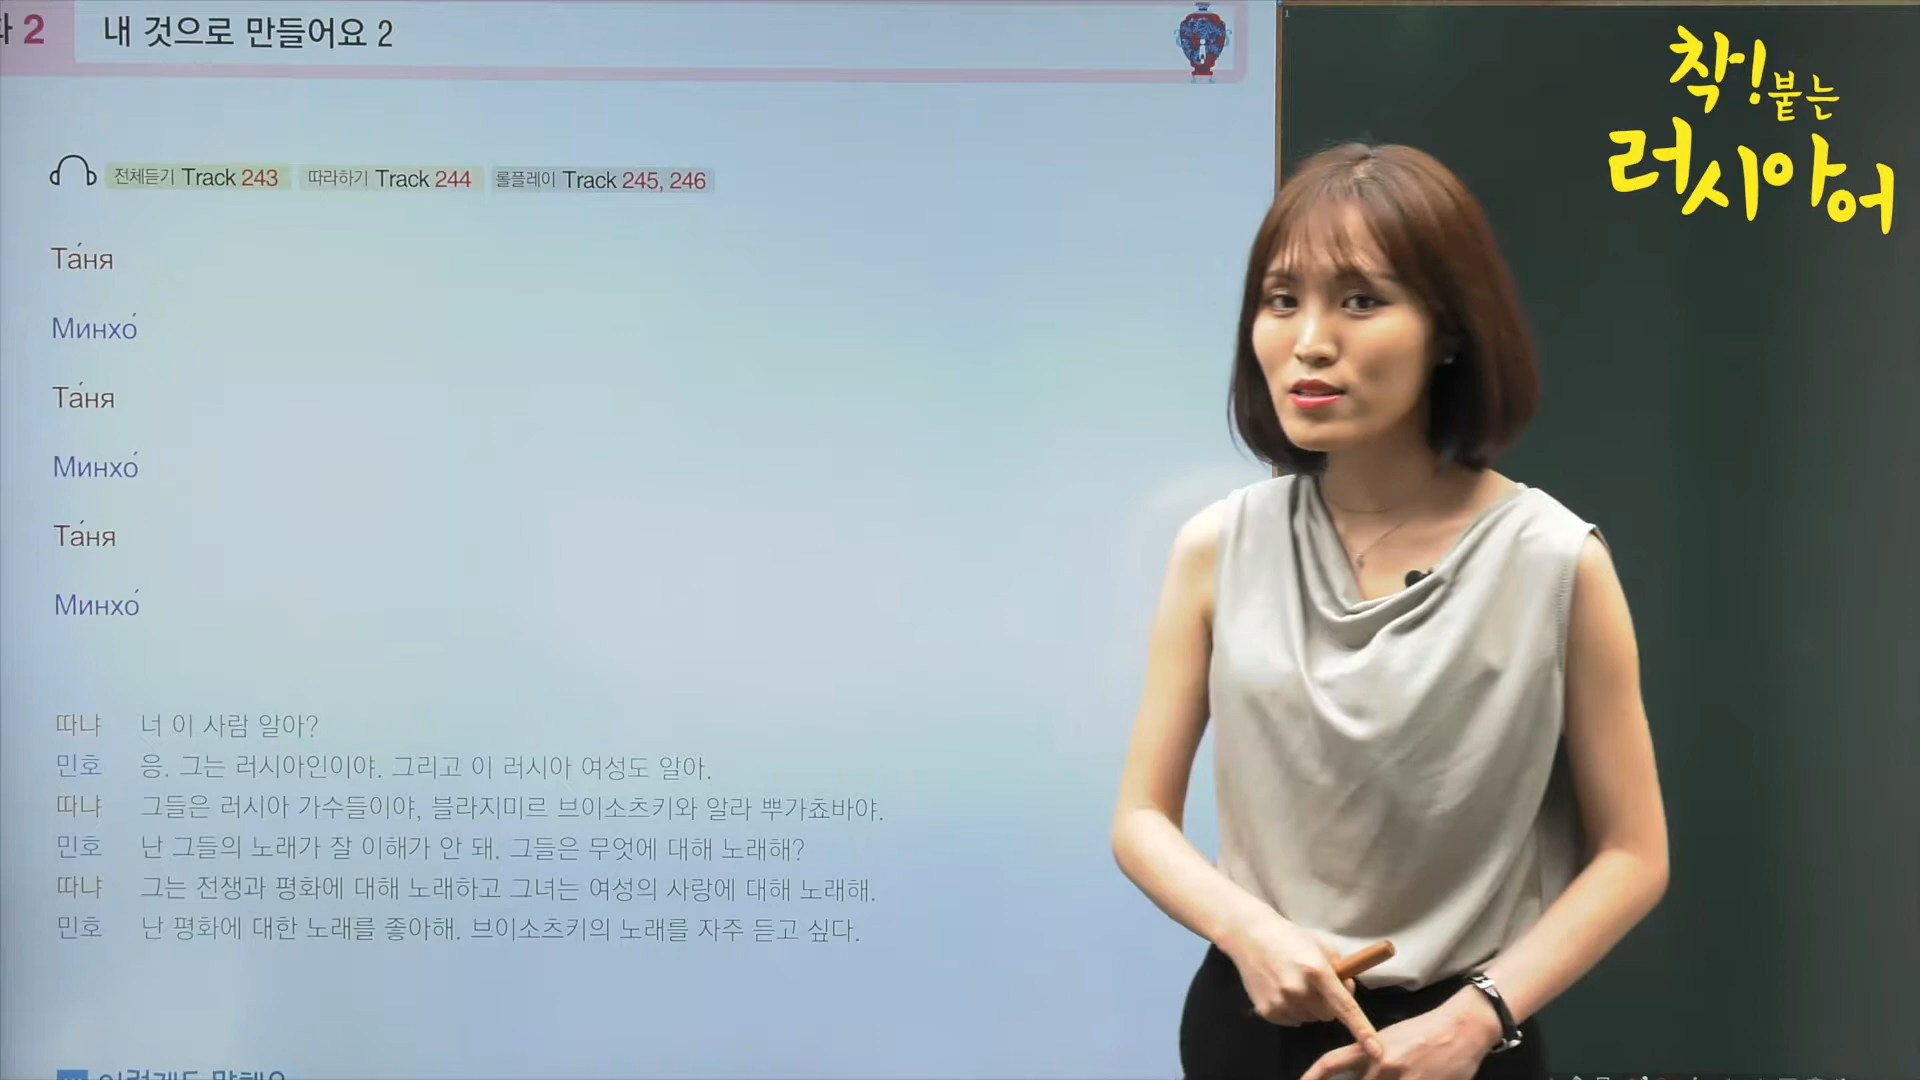 2
내 것으로 만들어요 2
착! 붙는
러시아어
전체듣기 Track 243 따라하기 Track 244 롤플레이 Track 245, 246
Та́ня
Минхо́
Та́ня
Минхо́
Та́ня
Минхо́
따냐 너 이 사람 알아?
민호 응. 그는 러시아인이야. 그리고 이 러시아 여성도 알아.
따냐 그들은 러시아 가수들이야, 블라지미르 브이소츠키와 알라 뿌가쵸바야.
민호 난 그들의 노래가 잘 이해가 안 돼. 그들은 무엇에 대해 노래해?
따냐 그는 전쟁과 평화에 대해 노래하고 그녀는 여성의 사랑에 대해 노래해.
민호 난 평화에 대한 노래를 좋아해. 브이소츠키의 노래를 자주 듣고 싶다.